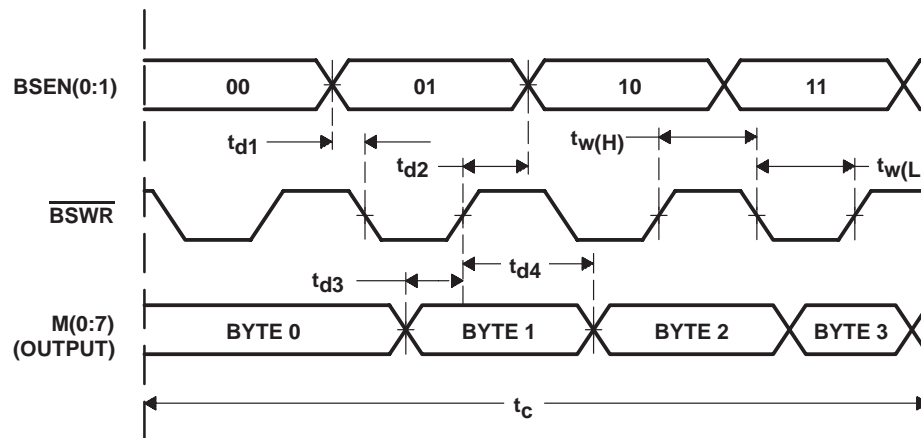 BSEN(0:1)
00
01
10
11
td1
td2
tw(H)
tw(L
BSWR
td3
td4
M(0:7)
(OUTPUT)
BYTE 0
BYTE 1
BYTE 2
BYTE 3
tc